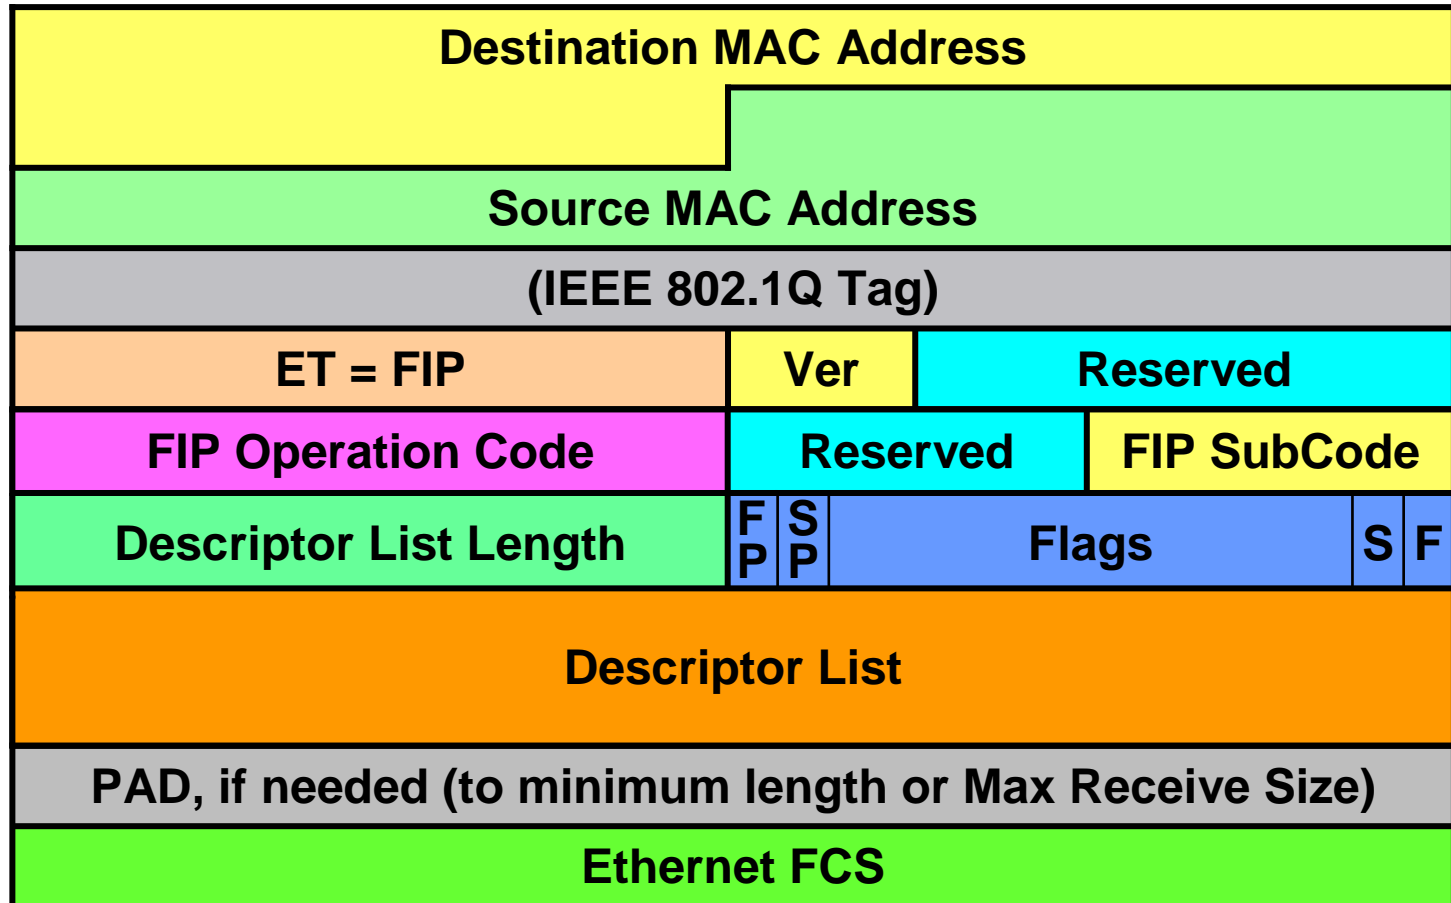 Destination MAC Address
Source MAC Address
(IEEE 802.1Q Tag)
ET = FIP Ver Reserved
FIP Operation Code Reserved FIP SubCode
Descriptor List Length FP SP Flags S F
Descriptor List
PAD, if needed (to minimum length or Max Receive Size)
Ethernet FCS